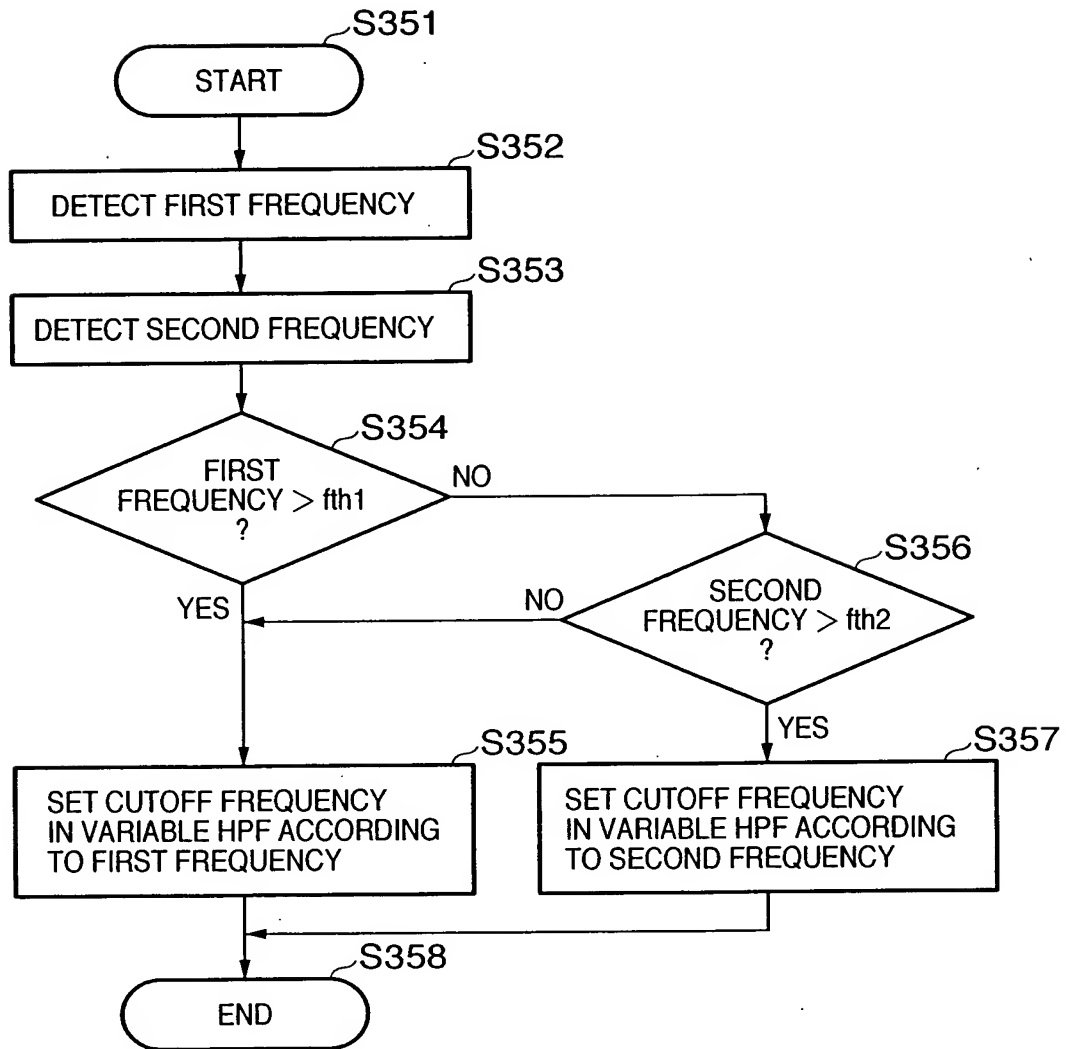 S351
START
S352
DETECT FIRST FREQUENCY
S353
DETECT SECOND FREQUENCY
S354
FIRST
FREQUENCY > fth1
?
NO
YES
S356
SECOND
FREQUENCY > fth2
?
NO
YES
S355
SET CUTOFF FREQUENCY
IN VARIABLE HPF ACCORDING
TO FIRST FREQUENCY
S357
SET CUTOFF FREQUENCY
IN VARIABLE HPF ACCORDING
TO SECOND FREQUENCY
S358
END